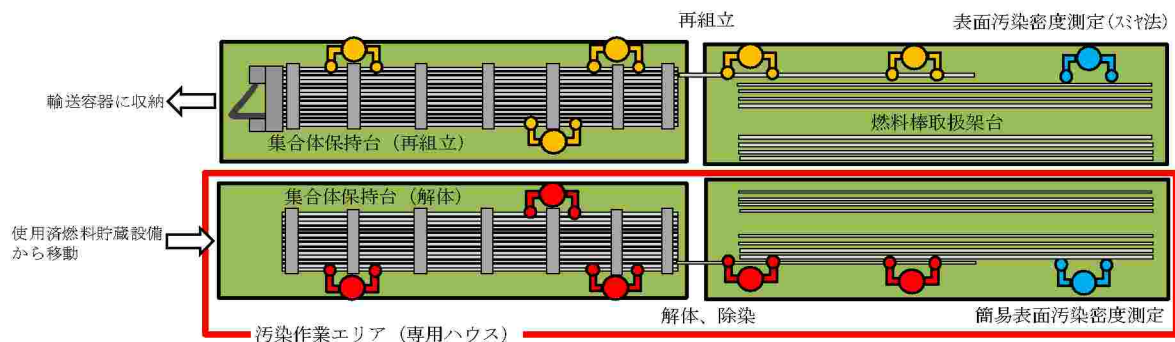 再組立
表面汚染密度測定(スミヤ法)
輸送容器に収納
集合体保持台（再組立）
燃料棒取扱架台
集合体保持台（解体）
使用済燃料貯蔵設備
から移動
解体、除染
簡易表面汚染密度測定
汚染作業エリア（専用ハウス）